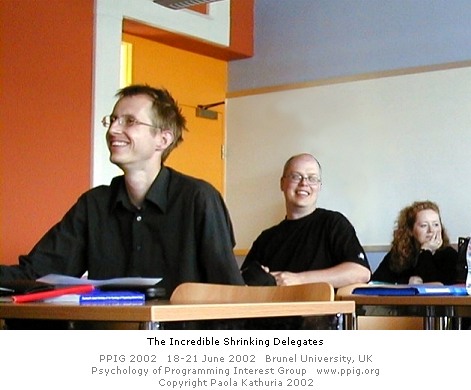 The Incredible Shrinking Delegates
PPIG 2002 18-21 June 2002 Brunel University, UK
Psychology of Programming Interest Group www.ppig.org
Copyright Paola Kathuria 2002